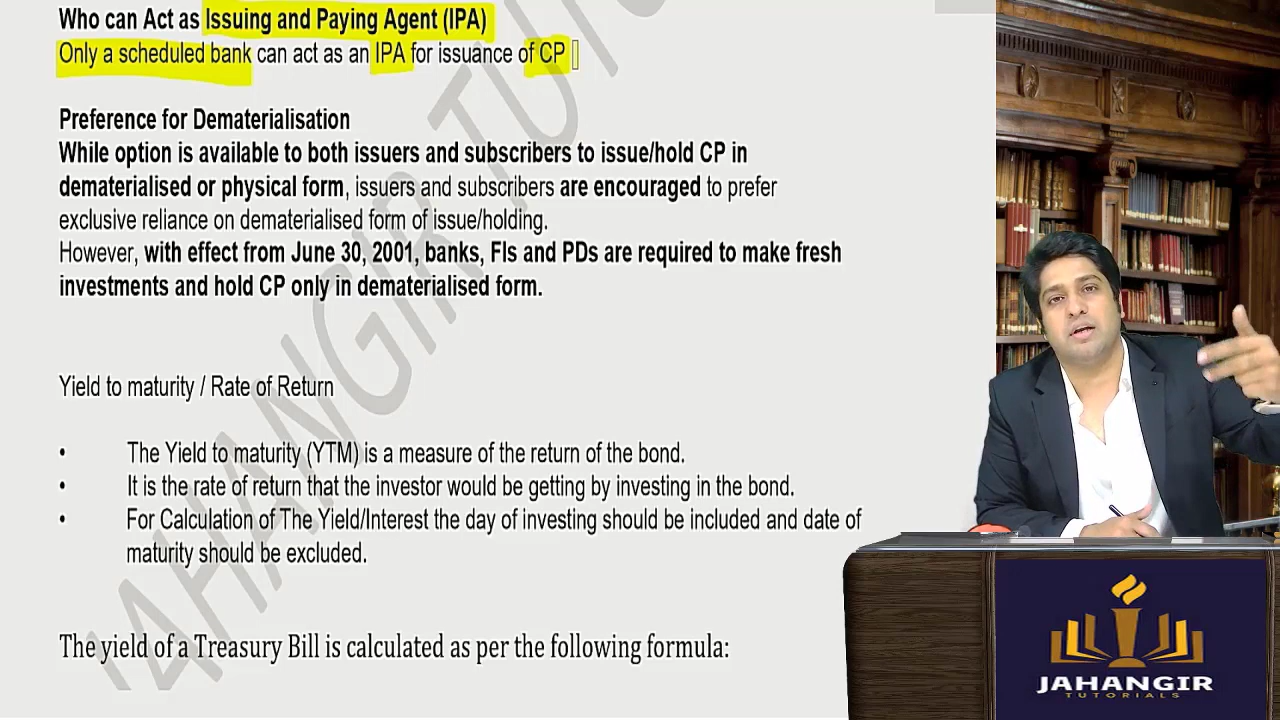 Who can Act as Issuing and Paying Agent (IPA)
Only a scheduled bank can act as an IPA for issuance of CP
Preference for Dematerialisation
While option is available to both issuers and subscribers to issue/hold CP in
dematerialised or physical form, issuers and subscribers are encouraged to prefer
exclusive reliance on dematerialised form of issue/holding.
However, with effect from June 30, 2001, banks, FIs and PDs are required to make fresh
investments and hold CP only in dematerialised form.
Yield to maturity / Rate of Return
• The Yield to maturity (YTM) is a measure of the return of the bond.
• It is the rate of return that the investor would be getting by investing in the bond.
• For Calculation of The Yield/Interest the day of investing should be included and date of
maturity should be excluded.
The yield of a Treasury Bill is calculated as per the following formula:
JAHANGIR TUTO
JAHANGIR
TUTORIALS